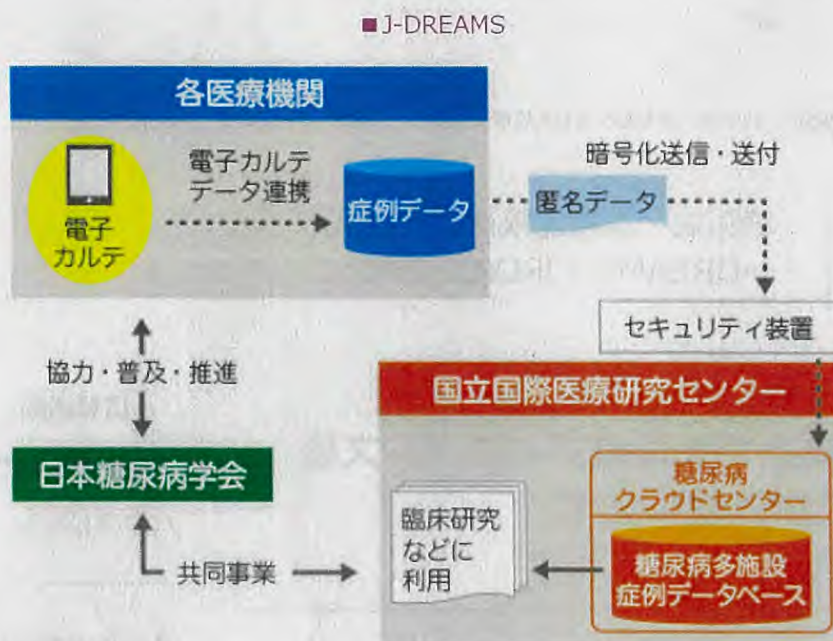 ■J-DREAMS
各医療機関
電子カルテ
データ連携
電子
カルテ
症例データ
暗号化送信・送付
匿名データ
セキュリティ装置
協力・普及・推進
国立国際医療研究センター
日本糖尿病学会
糖尿病
クラウドセンター
臨床研究
などに
利用
糖尿病多施設
症例データベース
共同事業